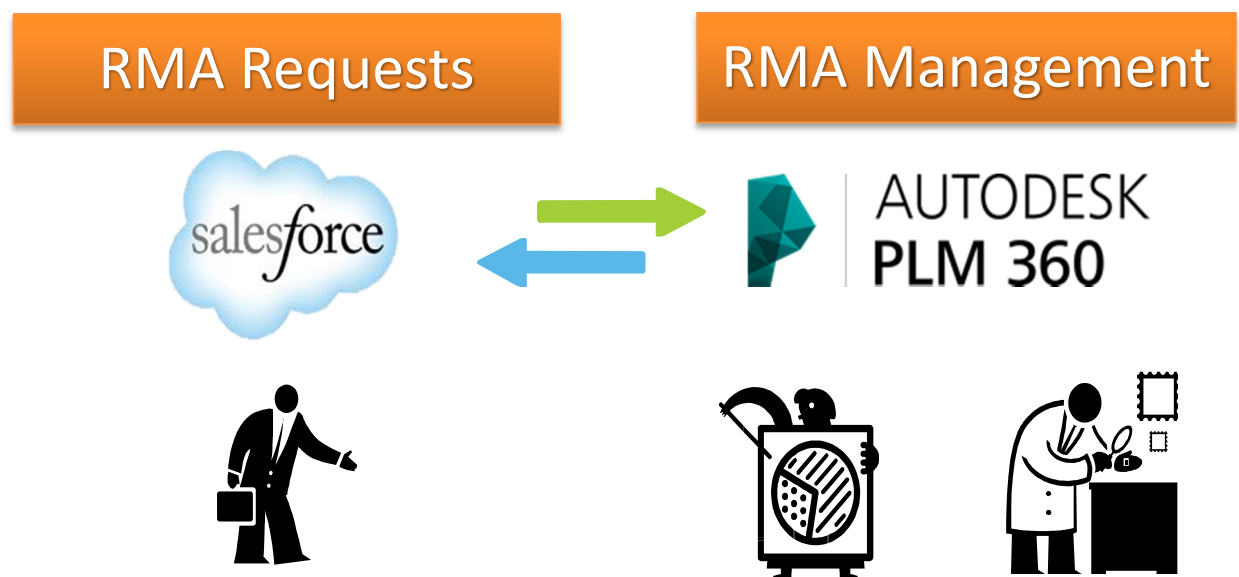 RMA Requests
RMA Management
salesforce
AUTODESK
PLM 360